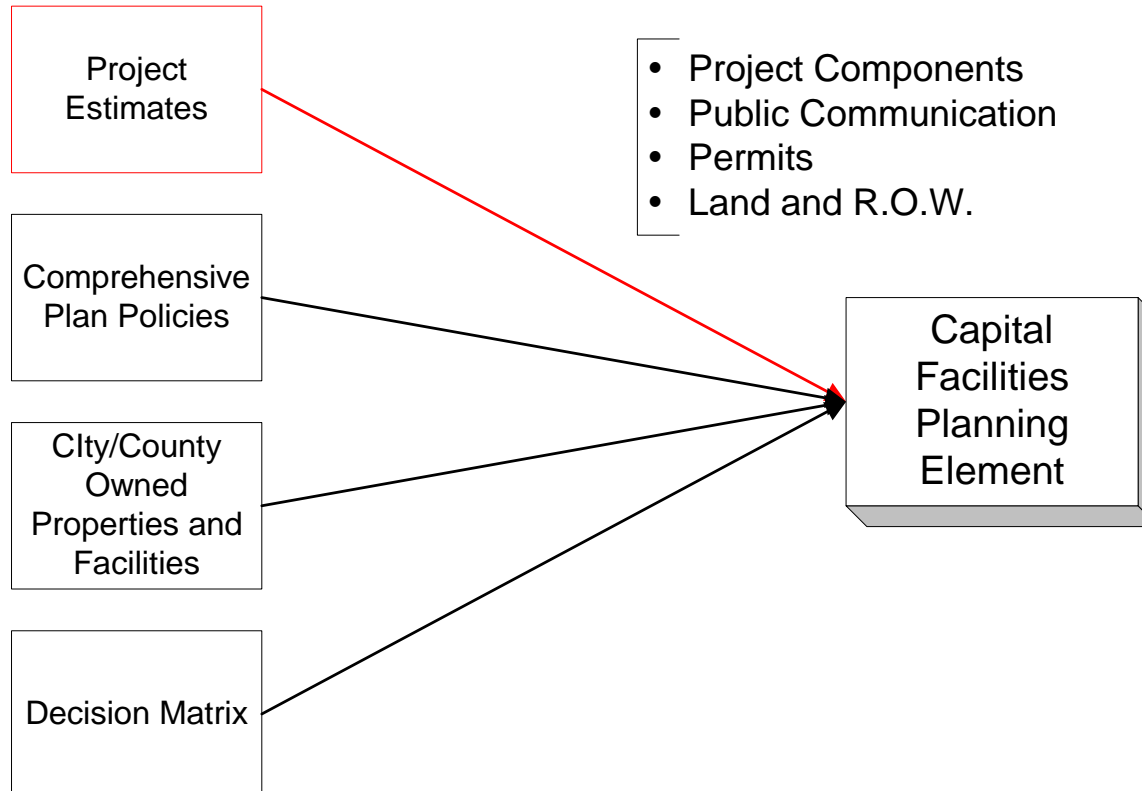 Project
Estimates
• Project Components
• Public Communication
• Permits
• Land and R.O.W.
Comprehensive
Plan Policies
CIty/County
Owned
Properties and
Facilities
Decision Matrix
Capital
Facilities
Planning
Element